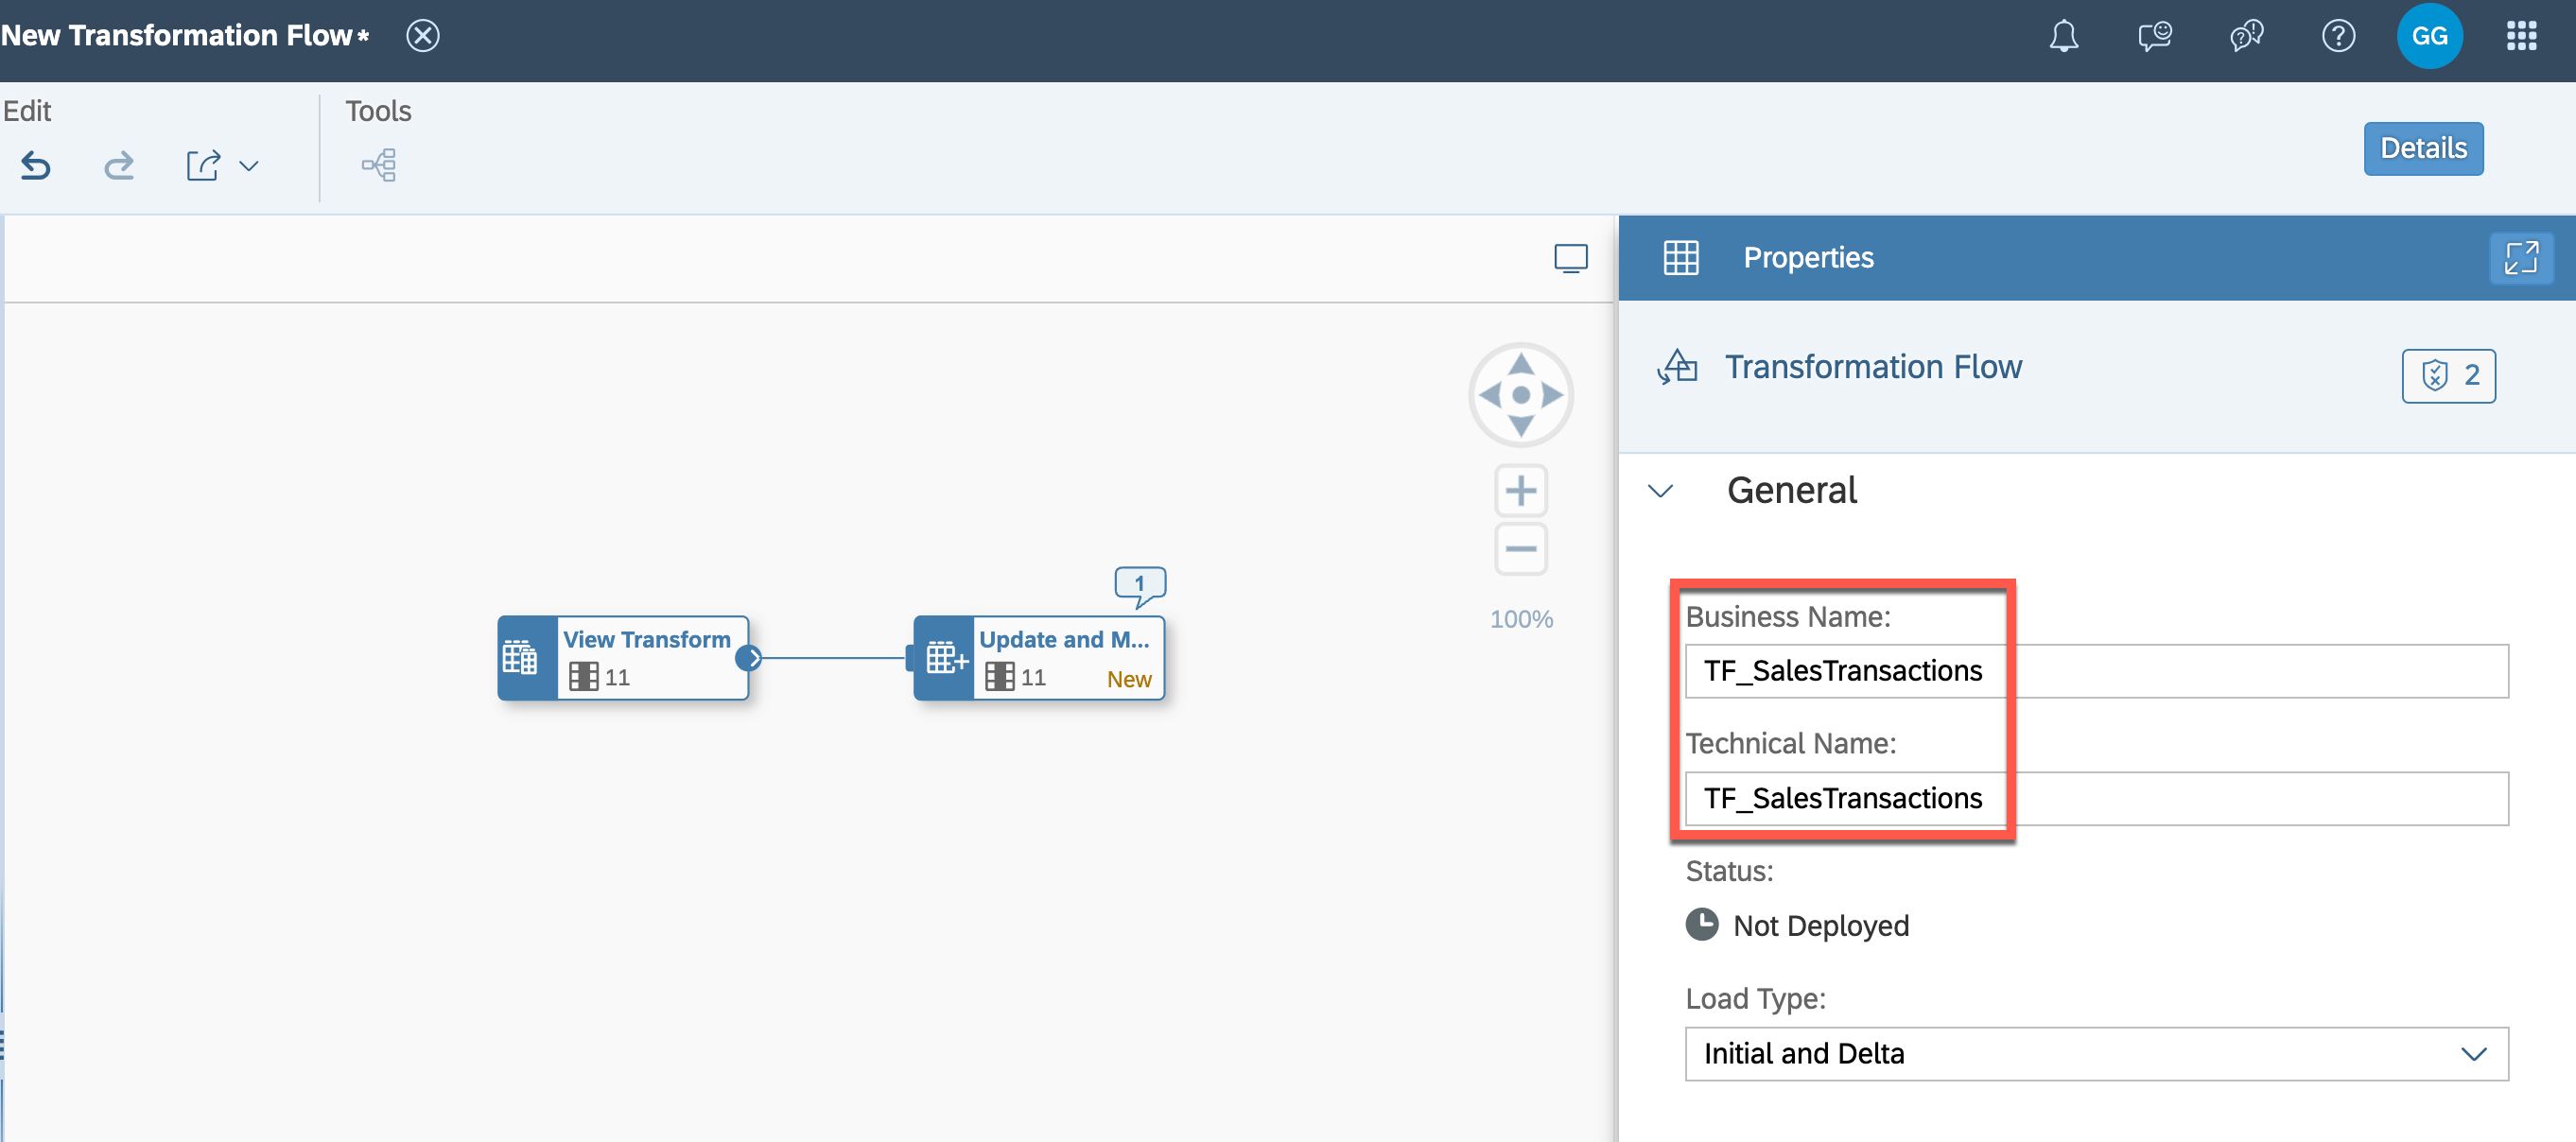 New Transformation Flow*
GG
Edit
Tools
Details
Properties
Transformation Flow
2
General
100%
1
View Transform
11
Update and M...
11
New
Business Name:
TF_SalesTransactions
Technical Name:
TF_SalesTransactions
Status:
Not Deployed
Load Type:
Initial and Delta